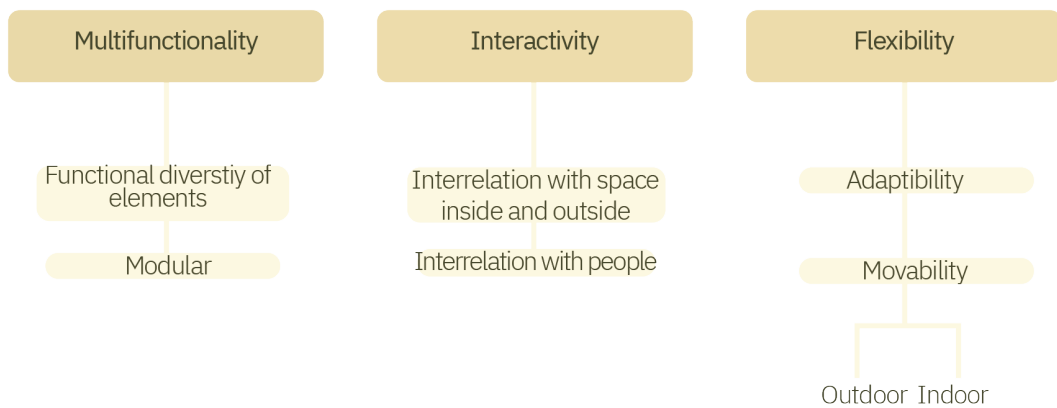 Multifunctionality
Functional diverstiy of
elements
Modular
Interactivity
Interrelation with space
inside and outside
Interrelation with people
Flexibility
Adaptibility
Movability
Outdoor Indoor